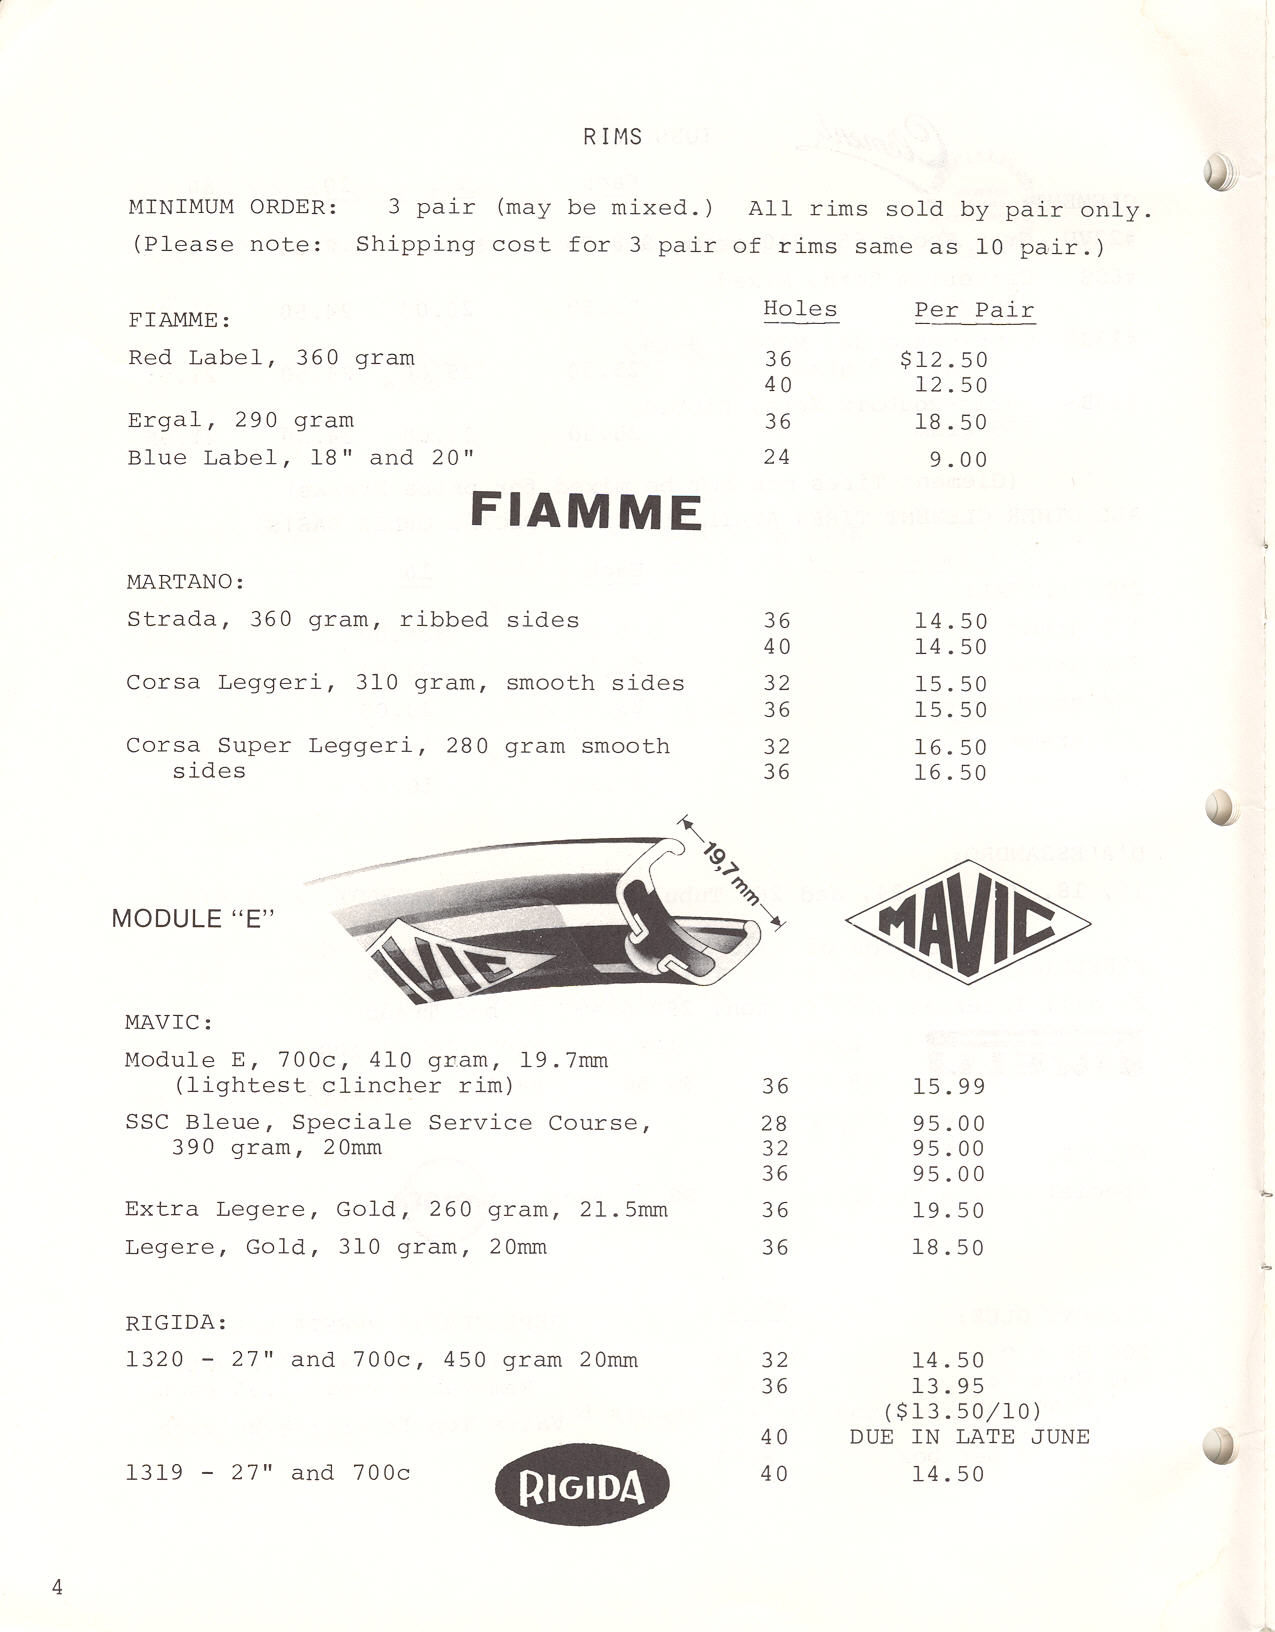 RIMS
MINIMUM ORDER: 3 pair (may be mixed.) All rims sold by pair only.
(Please note: Shipping cost for 3 pair of rims same as 10 pair.)
FIAMME: Holes Per Pair
Red Label, 360 gram 36 $12.50
40 12.50
Ergal, 290 gram 36 18.50
Blue Label, 18" and 20" 24 9.00
FIAMME
MARTANO:
Strada, 360 gram, ribbed sides 36 14.50
40 14.50
Corsa Leggeri, 310 gram, smooth sides 32 15.50
36 15.50
Corsa Super Leggeri, 280 gram smooth 32 16.50
sides 36 16.50
19,7mm
MODULE "E"
MAVIC
AVIC
MAVIC:
Module E, 700c, 410 gram, 19.7mm
(lightest clincher rim) 36 15.99
SSC Bleue, Speciale Service Course, 28 95.00
390 gram, 20mm 32 95.00
36 95.00
Extra Legere, Gold, 260 gram, 21.5mm 36 19.50
Legere, Gold, 310 gram, 20mm 36 18.50
RIGIDA:
1320 - 27" and 700c, 450 gram 20mm 32 14.50
36 13.95
($13.50/10)
40 DUE IN LATE JUNE
1319 - 27" and 700c 40 14.50
RIGIDA
4